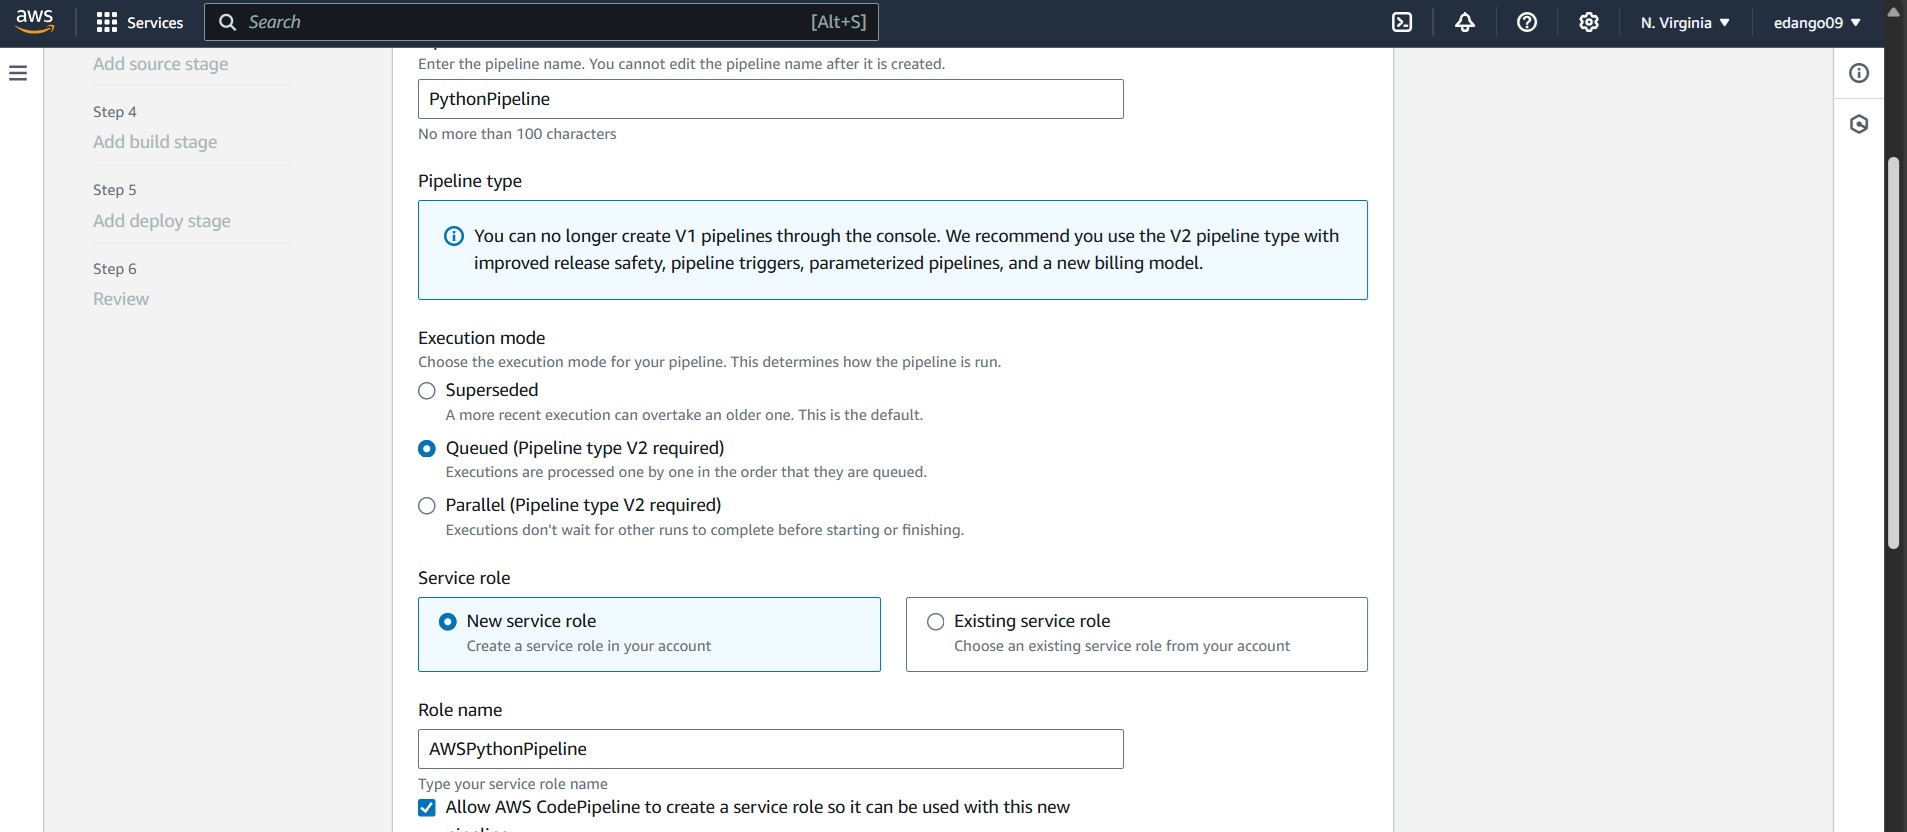 aws
Services
Search
[Alt+S]
N. Virginia
edango09
Add source stage
Step 4
Add build stage
Step 5
Add deploy stage
Step 6
Review
Enter the pipeline name. You cannot edit the pipeline name after it is created.
PythonPipeline
No more than 100 characters
Pipeline type
You can no longer create V1 pipelines through the console. We recommend you use the V2 pipeline type with
improved release safety, pipeline triggers, parameterized pipelines, and a new billing model.
Execution mode
Choose the execution mode for your pipeline. This determines how the pipeline is run.
Superseded
A more recent execution can overtake an older one. This is the default.
Queued (Pipeline type V2 required)
Executions are processed one by one in the order that they are queued.
Parallel (Pipeline type V2 required)
Executions don't wait for other runs to complete before starting or finishing.
Service role
New service role
Create a service role in your account
Existing service role
Choose an existing service role from your account
Role name
AWSPythonPipeline
Type your service role name
Allow AWS CodePipeline to create a service role so it can be used with this new